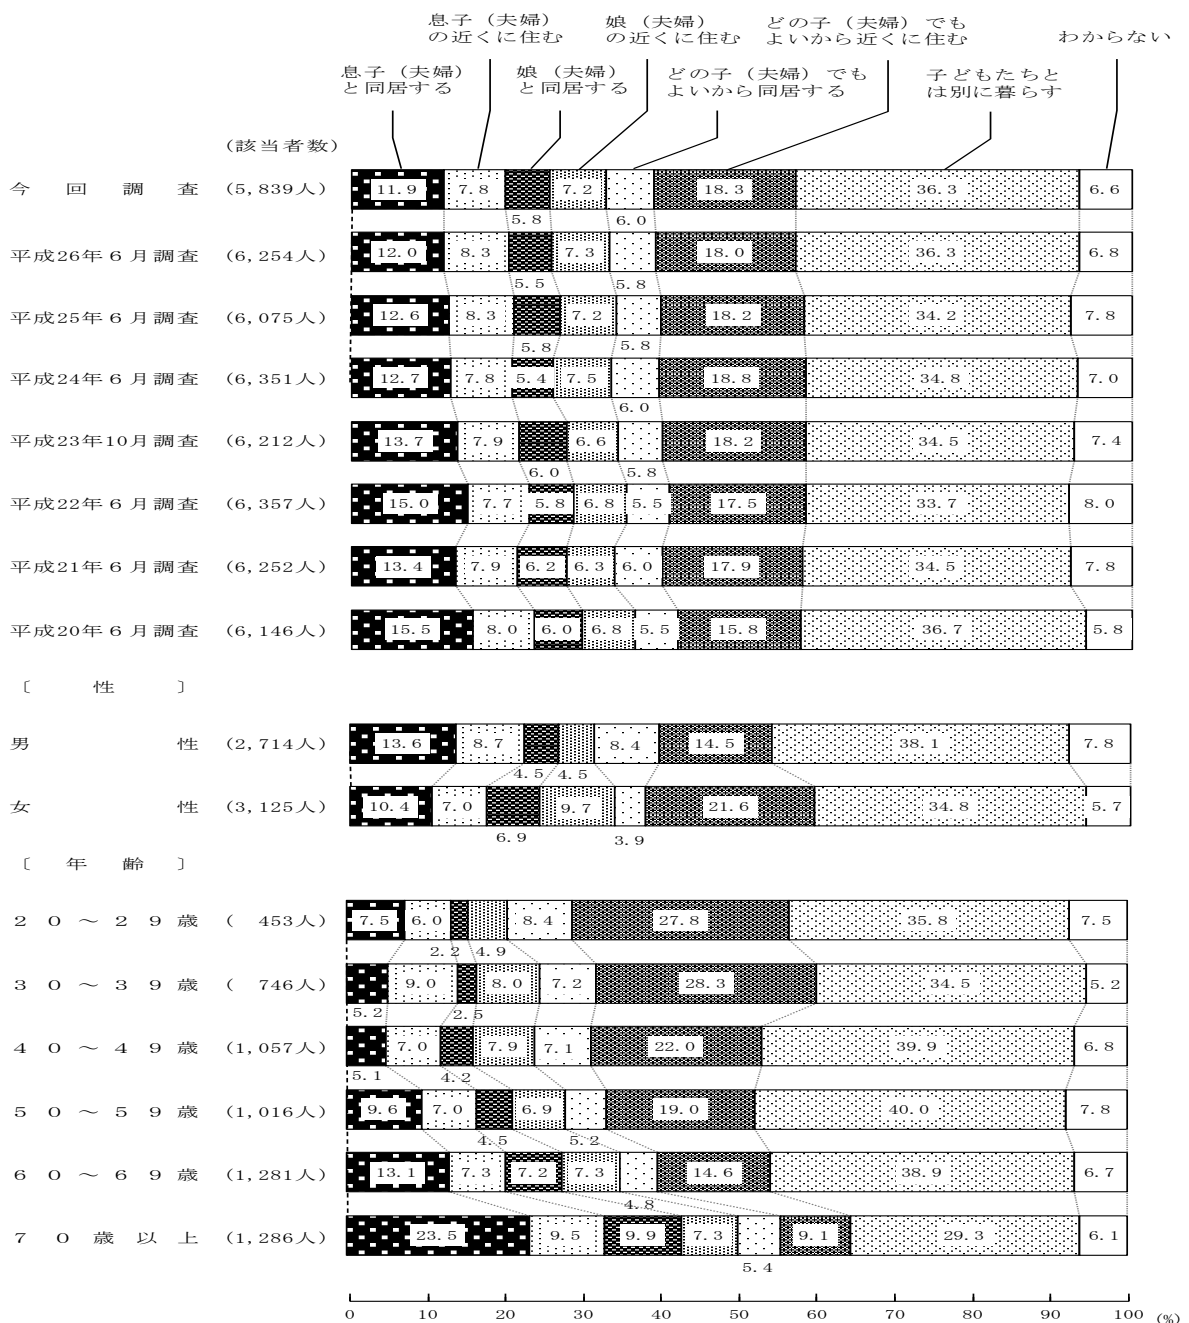 息子（夫婦）
の近くに住む
娘（夫婦）
の近くに住む
どの子（夫婦）でも
よいから近くに住む
わからない
息子（夫婦）
と同居する
娘（夫婦）
と同居する
どの子（夫婦）でも
よいから同居する
子どもたちと
は別に暮らす
（該当者数）
今回調査 （5,839人） 11.9 7.8 7.2 18.3 36.3 6.6
5.8 6.0
平成26年６月調査 （6,254人） 12.0 8.3 7.3 18.0 36.3 6.8
5.5 5.8
平成25年６月調査 （6,075人） 12.6 8.3 7.2 18.2 34.2 7.8
5.8 5.8
平成24年６月調査 （6,351人） 12.7 7.8 5.4 7.5 18.8 34.8 7.0
6.0
平成23年10月調査 （6,212人） 13.7 7.9 6.6 18.2 34.5 7.4
6.0 5.8
平成22年６月調査 （6,357人） 15.0 7.7 5.8 6.8 5.5 17.5 33.7 8.0
平成21年６月調査 （6,252人） 13.4 7.9 6.2 6.3 6.0 17.9 34.5 7.8
平成20年６月調査 （6,146人） 15.5 8.0 6.0 6.8 5.5 15.8 36.7 5.8
〔 性 〕
男性 （2,714人） 13.6 8.7 8.4 14.5 38.1 7.8
4.5 4.5
女性 （3,125人） 10.4 7.0 9.7 21.6 34.8 5.7
6.9 3.9
〔 年齢 〕
２０～２９歳 （ 453人） 7.5 6.0 8.4 27.8 35.8 7.5
2.2 4.9
３０～３９歳 （ 746人） 9.0 8.0 7.2 28.3 34.5 5.2
5.2 2.5
４０～４９歳 （1,057人） 7.0 7.9 7.1 22.0 39.9 6.8
5.1 4.2
５０～５９歳 （1,016人） 9.6 7.0 6.9 19.0 40.0 7.8
4.5 5.2
６０～６９歳 （1,281人） 13.1 7.3 7.2 7.3 14.6 38.9 6.7
4.8
７０歳以上 （1,286人） 23.5 9.5 9.9 7.3 9.1 29.3 6.1
5.4
0 10 20 30 40 50 60 70 80 90 100 (%)